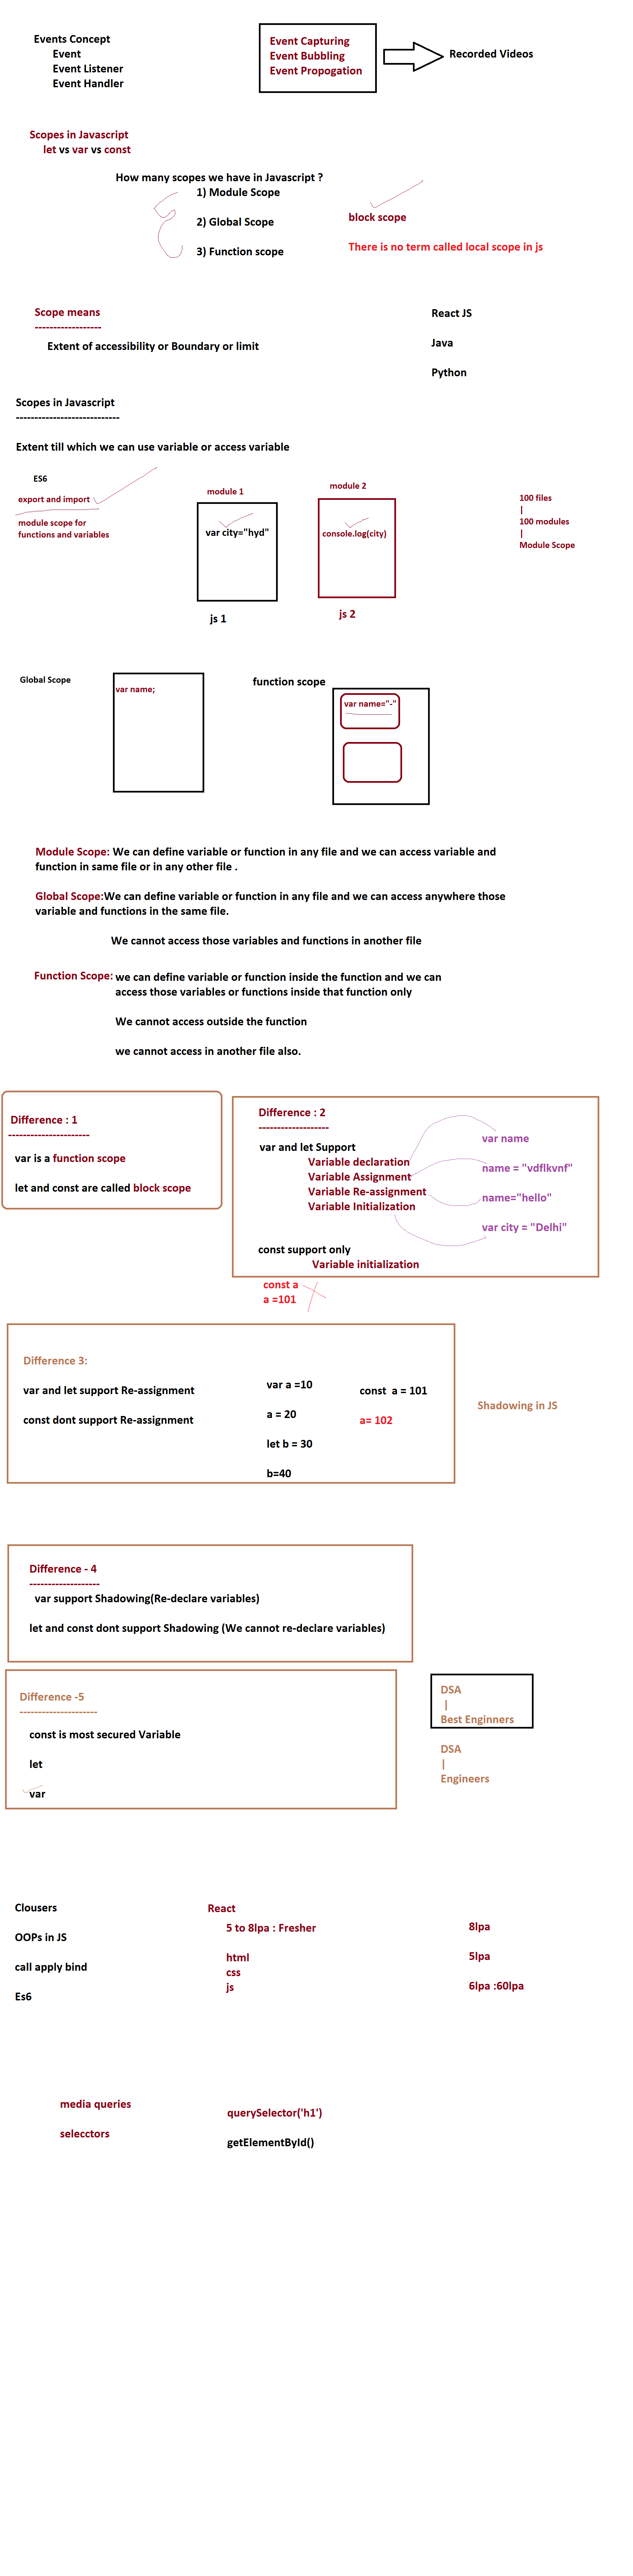 Events Concept
Event
Event Listener
Event Handler
Event Capturing
Event Bubbling
Event Propogation
Recorded Videos
Scopes in Javascript
let vs var vs const
How many scopes we have in Javascript ?
1) Module Scope
2) Global Scope
3) Function scope
block scope
There is no term called local scope in js
Scope means
------------------
Extent of accessibility or Boundary or limit
React JS
Java
Python
Scopes in Javascript
----------------------------
Extent till which we can use variable or access variable
ES6
export and import
module scope for
functions and variables
module 1
var city="hyd"
js 1
module 2
console.log(city)
js 2
100 files
|
100 modules
|
Module Scope
Global Scope
var name;
function scope
var name="-"
Module Scope: We can define variable or function in any file and we can access variable and
function in same file or in any other file .
Global Scope:We can define variable or function in any file and we can access anywhere those
variable and functions in the same file.
We cannot access those variables and functions in another file
Function Scope: we can define variable or function inside the function and we can
access those variables or functions inside that function only
We cannot access outside the function
we cannot access in another file also.
Difference : 1
----------------------
var is a function scope
let and const are called block scope
Difference : 2
-------------------
var and let Support
Variable declaration
Variable Assignment
Variable Re-assignment
Variable Initialization
const support only
Variable initialization
var name
name = "vdflkvnf"
name="hello"
var city = "Delhi"
const a
a =101
Difference 3:
var and let support Re-assignment
const dont support Re-assignment
var a =10
a = 20
let b = 30
b=40
const  a = 101
a= 102
Shadowing in JS
Difference - 4
-------------------
var support Shadowing(Re-declare variables)
let and const dont support Shadowing (We cannot re-declare variables)
Difference -5
---------------------
const is most secured Variable
let
var
DSA
|
Best Enginners
DSA
|
Engineers
Clousers
OOPs in JS
call apply bind
Es6
React
5 to 8lpa : Fresher
html
css
js
8lpa
5lpa
6lpa :60lpa
media queries
selecctors
querySelector('h1')
getElementById()